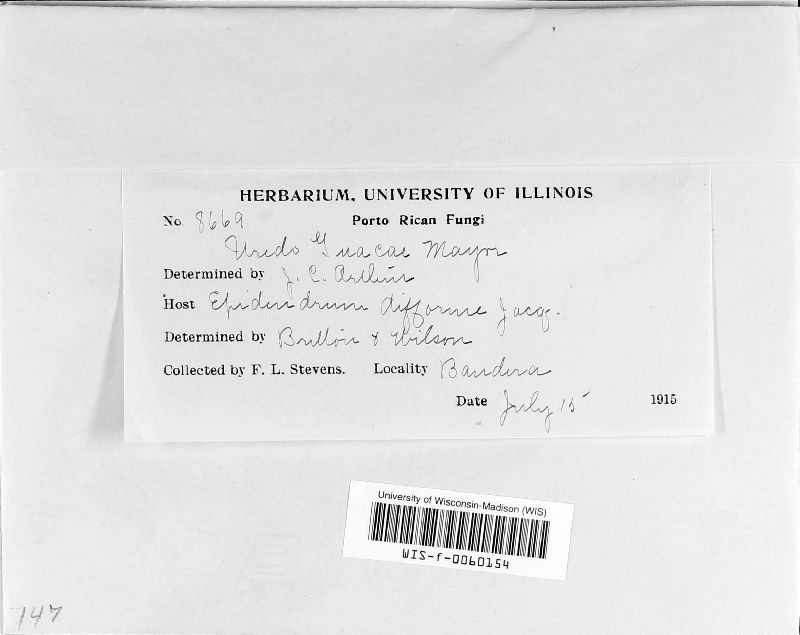 HERBARIUM, UNIVERSITY OF ILLINOIS
No. 8669 Porto Rican Fungi
Uredo Guacae Mayor
Determined by J. C. Arthur
Host Epidendrum difforme Jacq.
Determined by Britton & Wilson
Collected by F. L. Stevens. Locality Bandera
Date July 15 1915
University of Wisconsin-Madison (WIS)
WIS-f-0060154
147